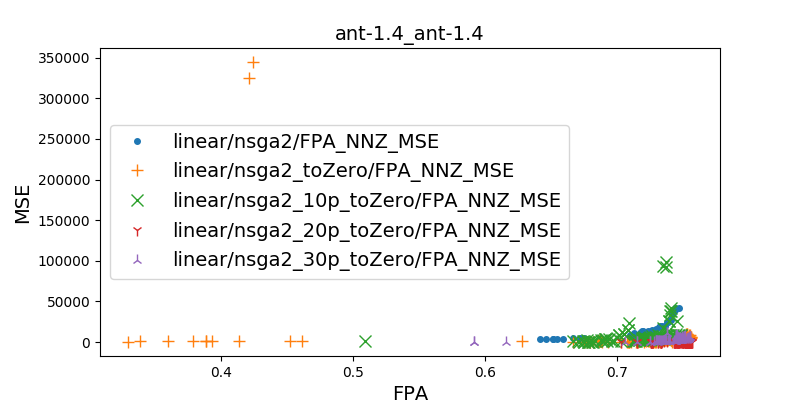 ant-1.4_ant-1.4
350000
300000
250000
200000
150000
100000
50000
0
MSE
linear/nsga2/FPA_NNZ_MSE
linear/nsga2_toZero/FPA_NNZ_MSE
linear/nsga2_10p_toZero/FPA_NNZ_MSE
linear/nsga2_20p_toZero/FPA_NNZ_MSE
linear/nsga2_30p_toZero/FPA_NNZ_MSE
0.4 0.5 0.6 0.7
FPA